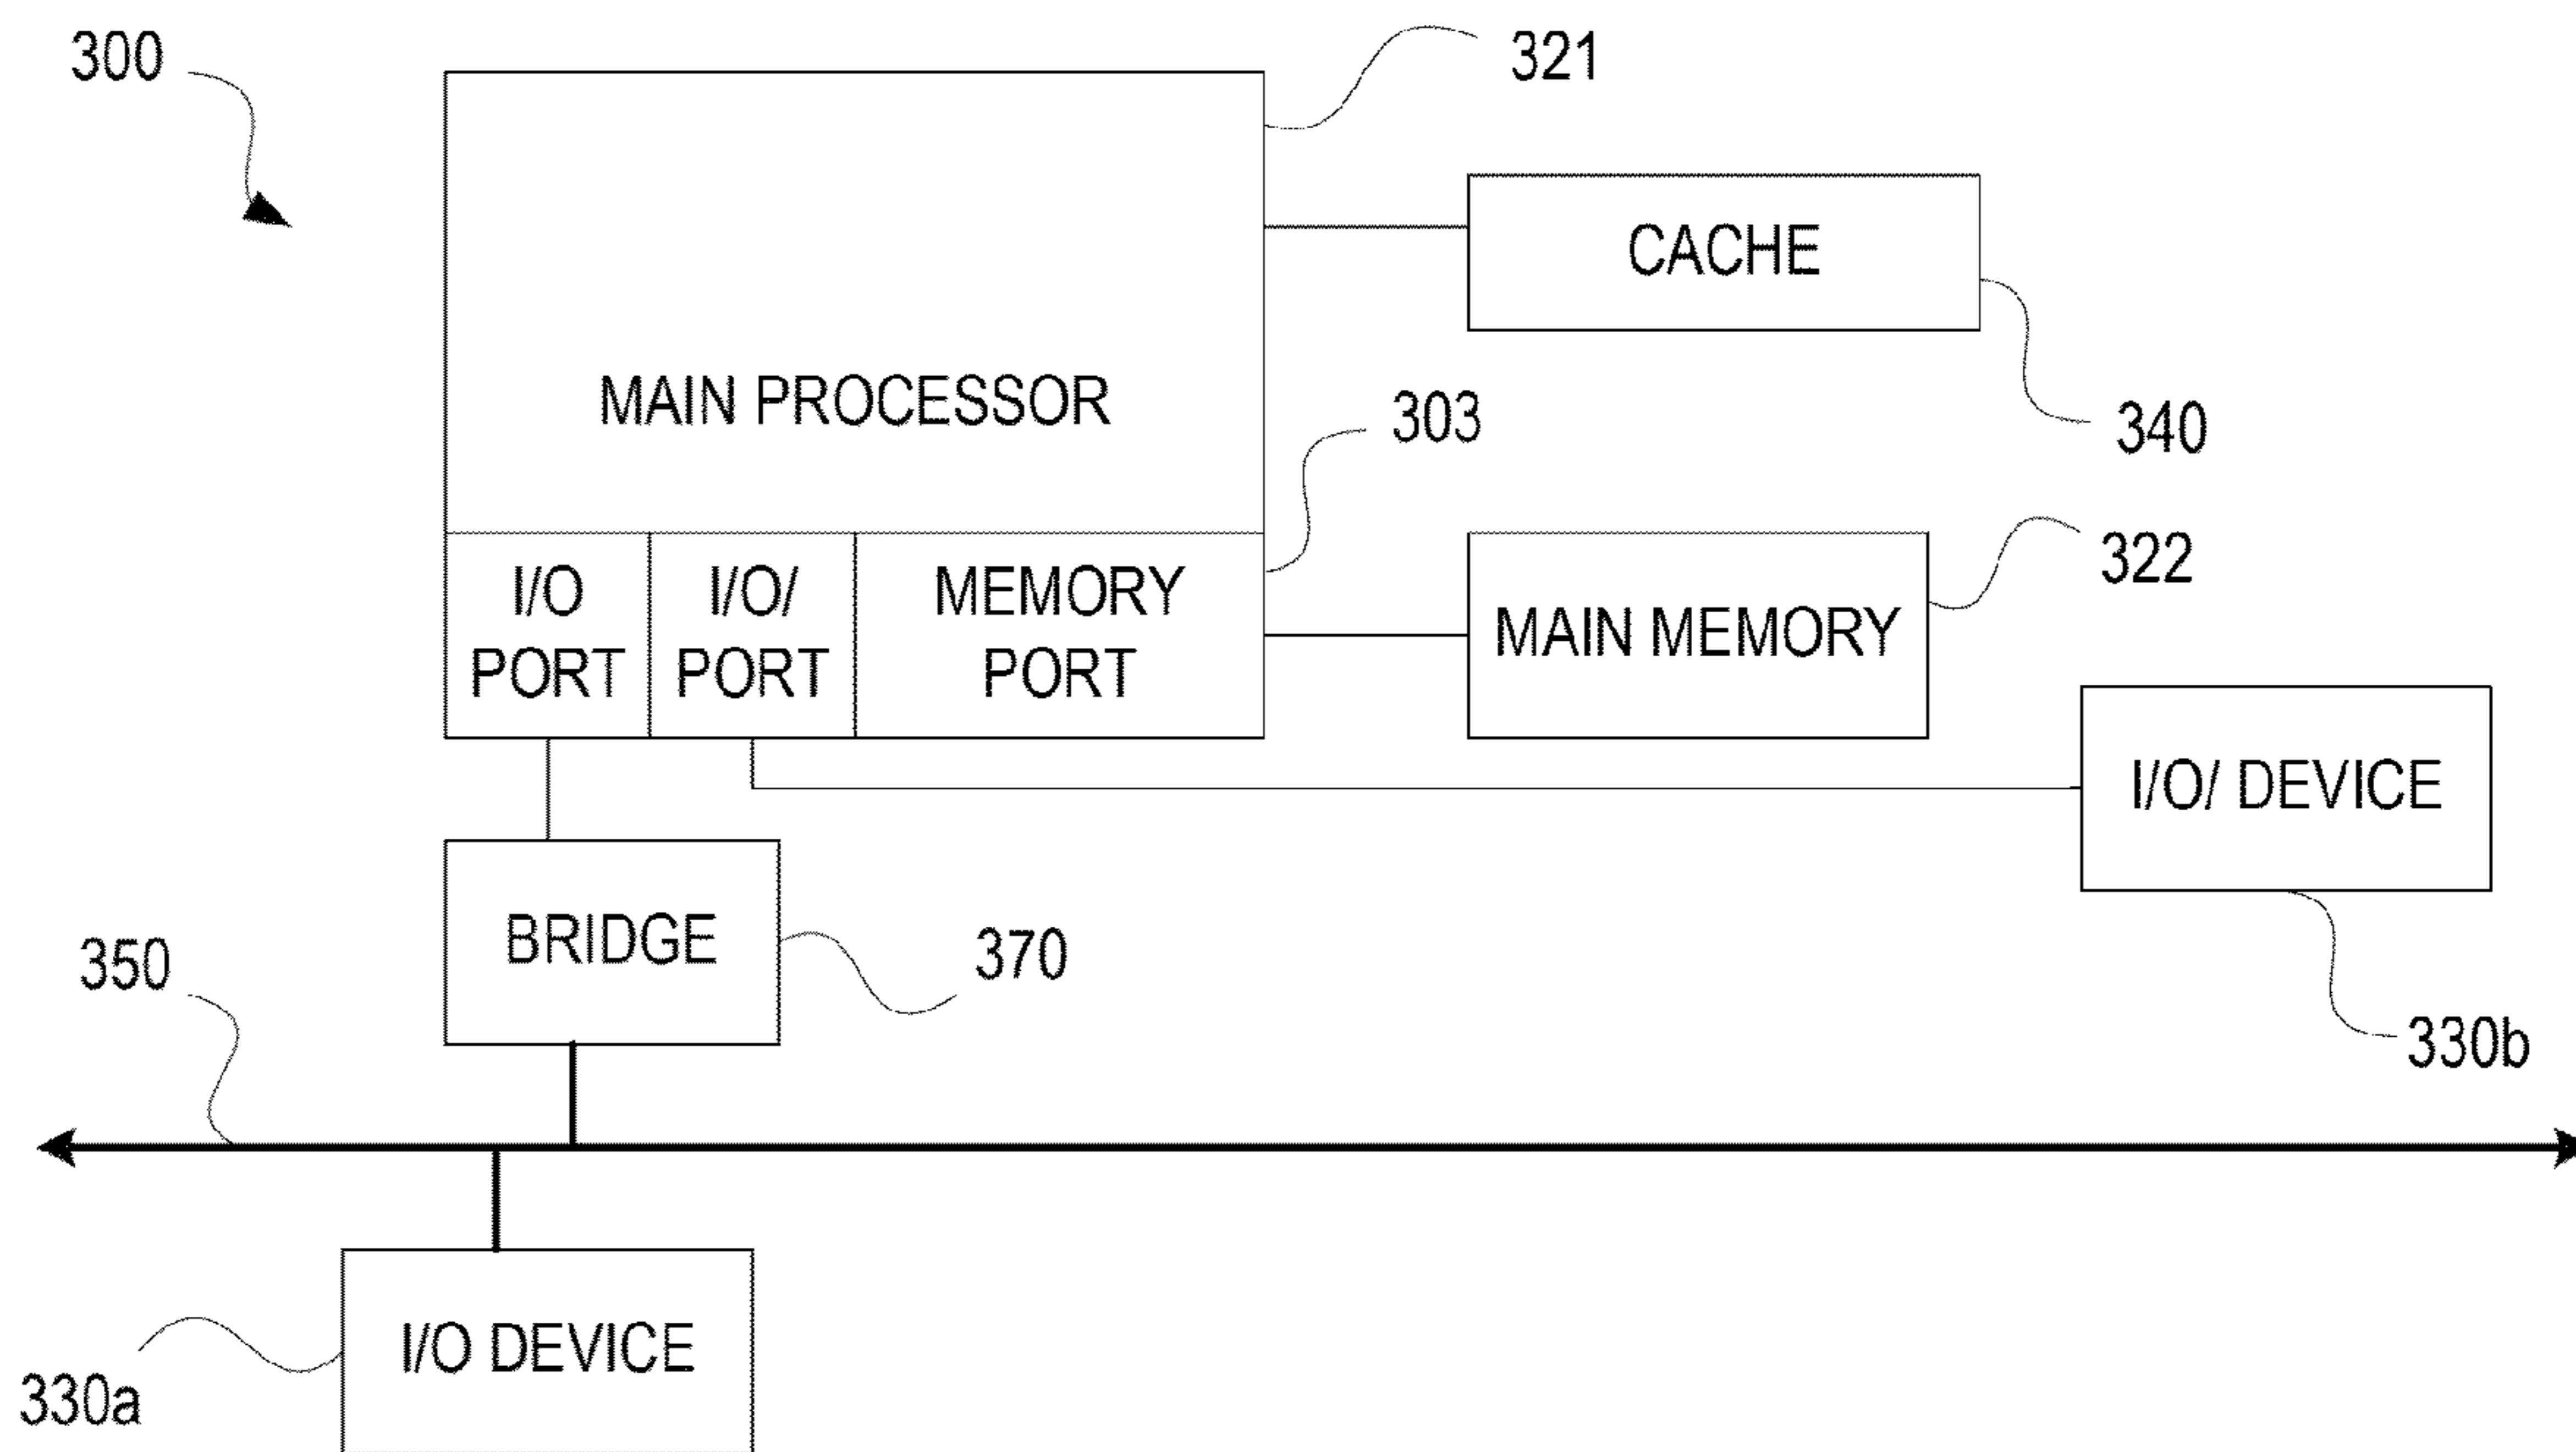 300
321
CACHE
340
MAIN PROCESSOR
303
I/O
PORT
I/O/
PORT
MEMORY
PORT
MAIN MEMORY
322
I/O/ DEVICE
330b
BRIDGE
370
350
I/O DEVICE
330a